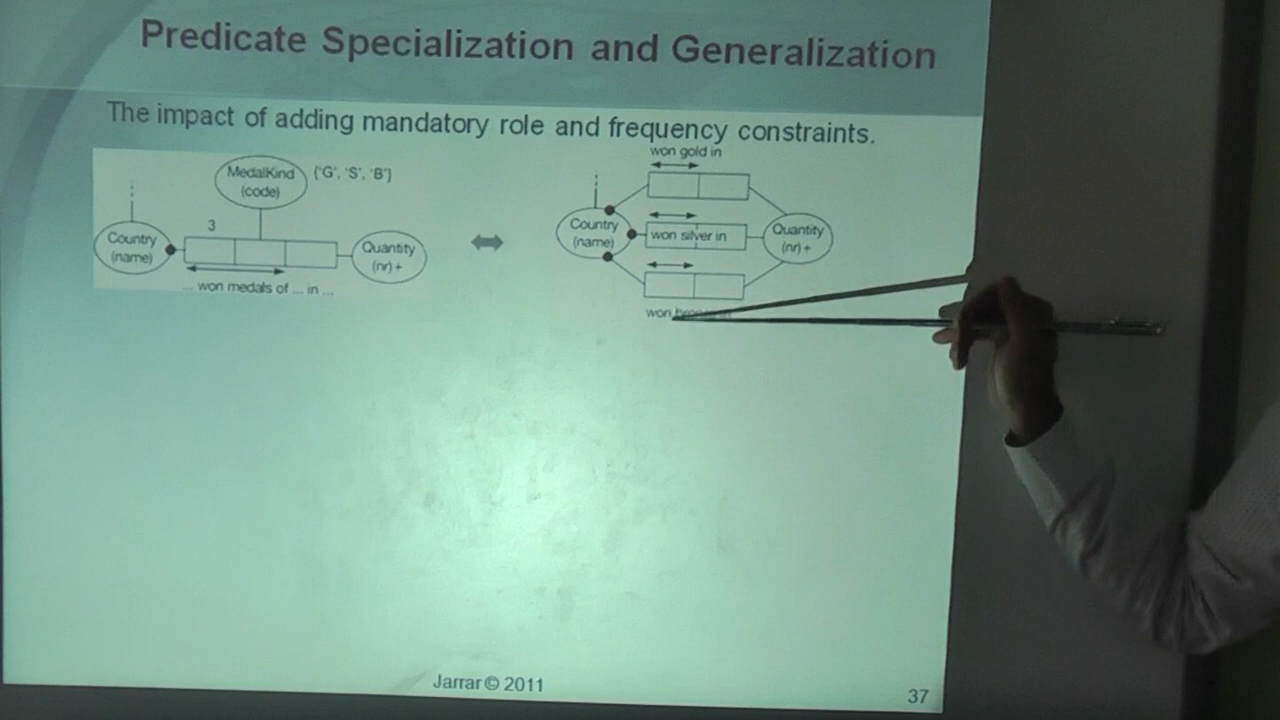 Predicate Specialization and Generalization
The impact of adding mandatory role and frequency constraints.
MedalKind
(code)
{'G', 'S', 'B'}
3
Country
(name)
Quantity
(nr)+
... won medals of ... in ...
won gold in
Country
(name)
won silver in
Quantity
(nr)+
won
Jarrar © 2011
37